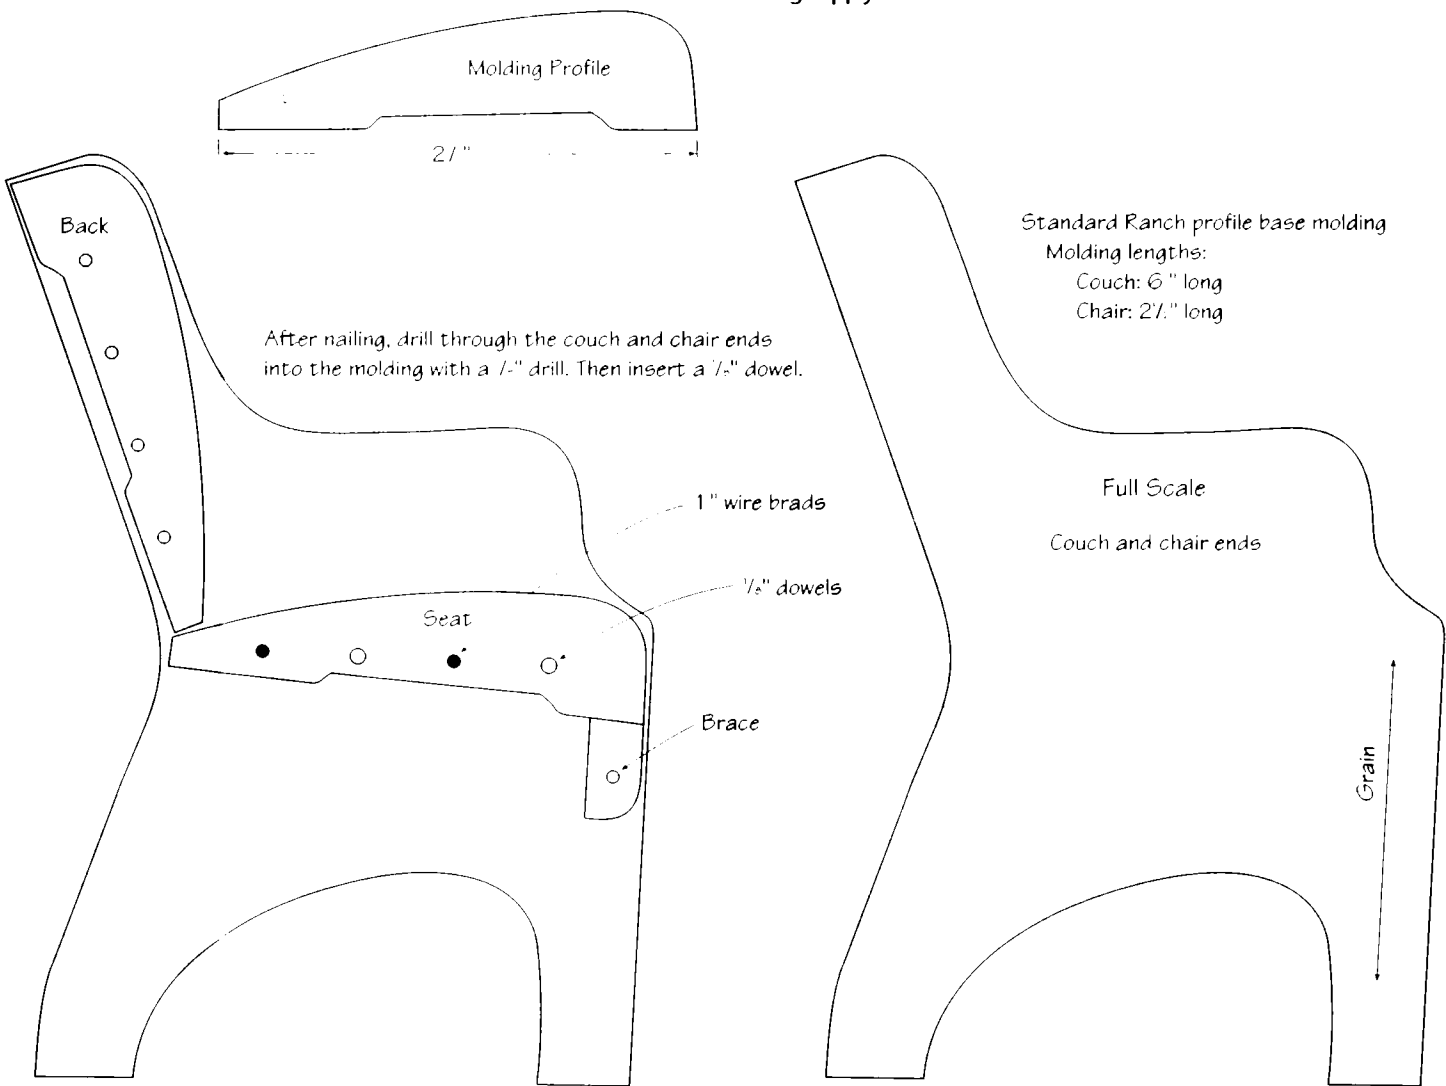 Molding Profile
Back
Standard Ranch profile base molding
Molding lengths:
Couch: 6" long
Chair: long
After nailing, drill through the couch and chair ends
into the molding with a drill. Then insert a dowel.
Full Scale
1" wire brads
Couch and chair ends
dowels
Seat
Brace
Grain